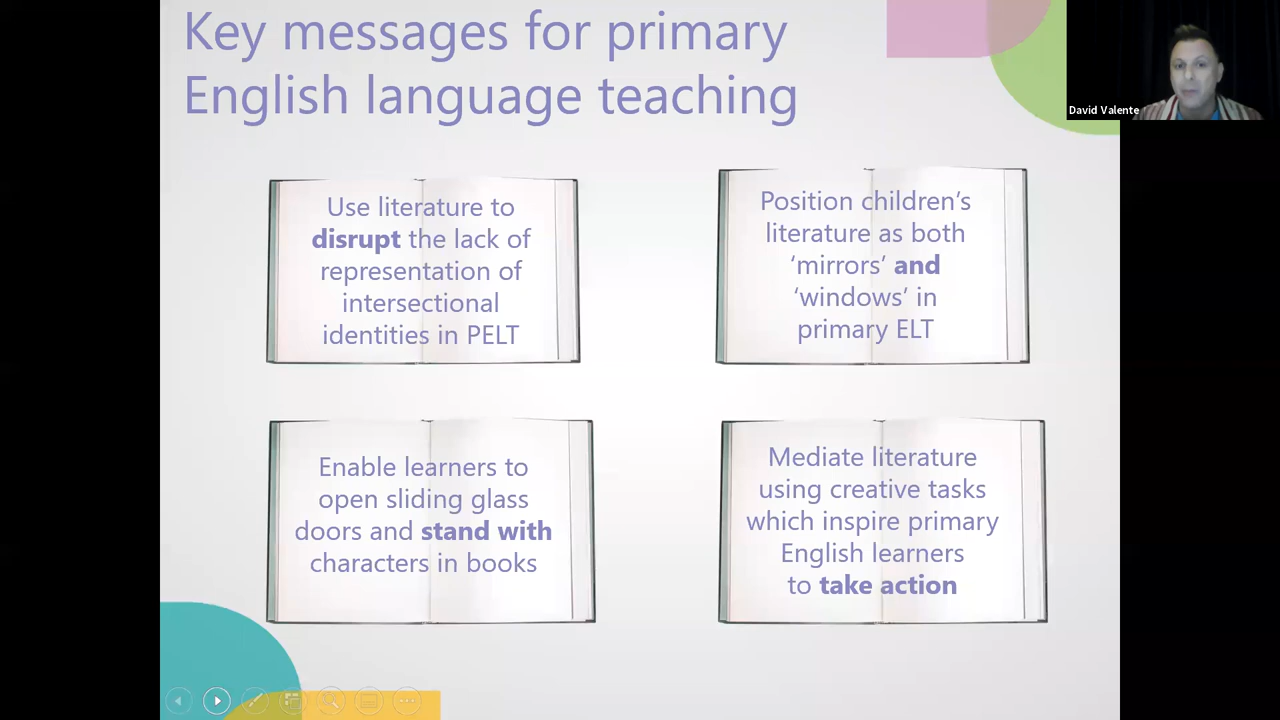 Key messages for primary
English language teaching
David Valente
Use literature to
disrupt the lack of
representation of
intersectional
identities in PELT
Position children’s
literature as both
‘mirrors’ and
‘windows’ in
primary ELT
Enable learners to
open sliding glass
doors and stand with
characters in books
Mediate literature
using creative tasks
which inspire primary
English learners
to take action